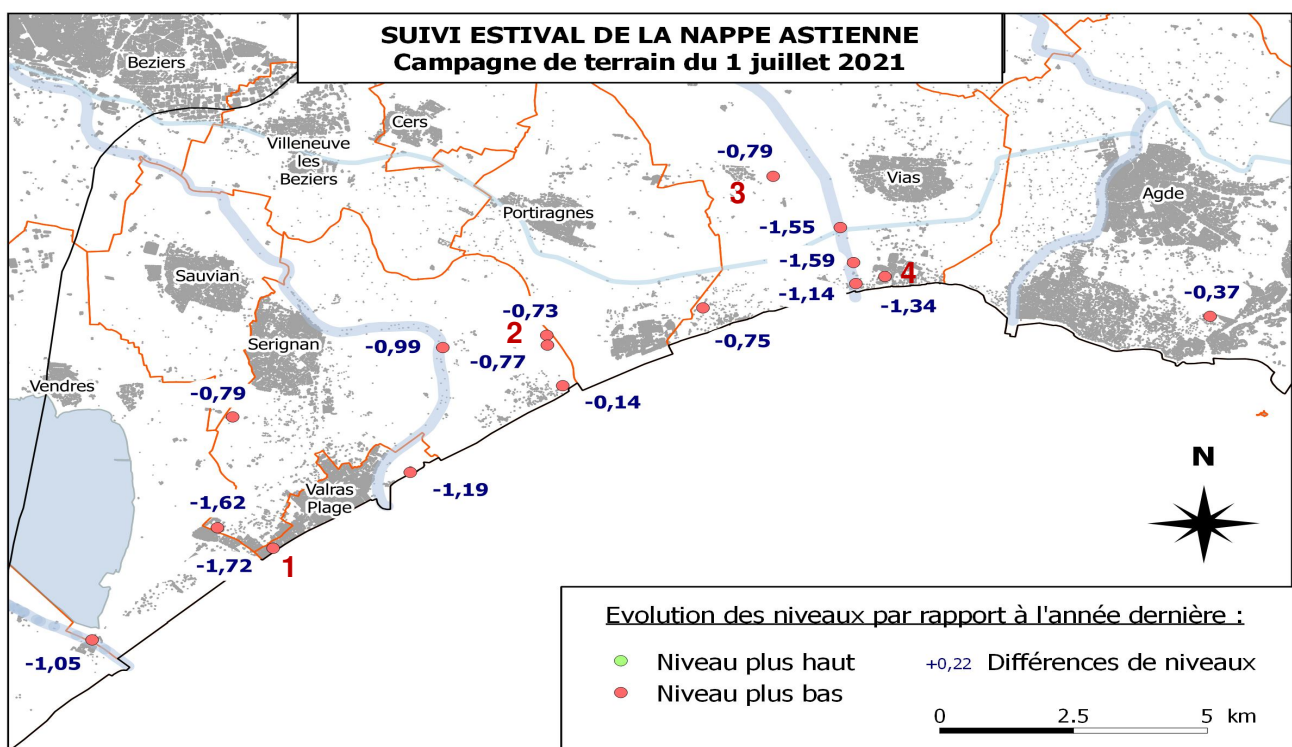 SUIVI ESTIVAL DE LA NAPPE ASTIENNE
Campagne de terrain du 1 juillet 2021
Beziers
Cers
Villeneuve
les
Beziers
Portiragnes
Vias
Agde
Sauvian
Serignan
Vendres
Valras
Plage
-0,79
3
-1,55
-1,59
-1,14
4
-1,34
-0,37
-0,73
2
-0,77
-0,99
-0,75
-0,14
-0,79
-1,19
-1,62
-1,72
1
-1,05
N
Evolution des niveaux par rapport à l'année dernière :
Niveau plus haut
+0,22 Différences de niveaux
Niveau plus bas
0 2.5 5 km